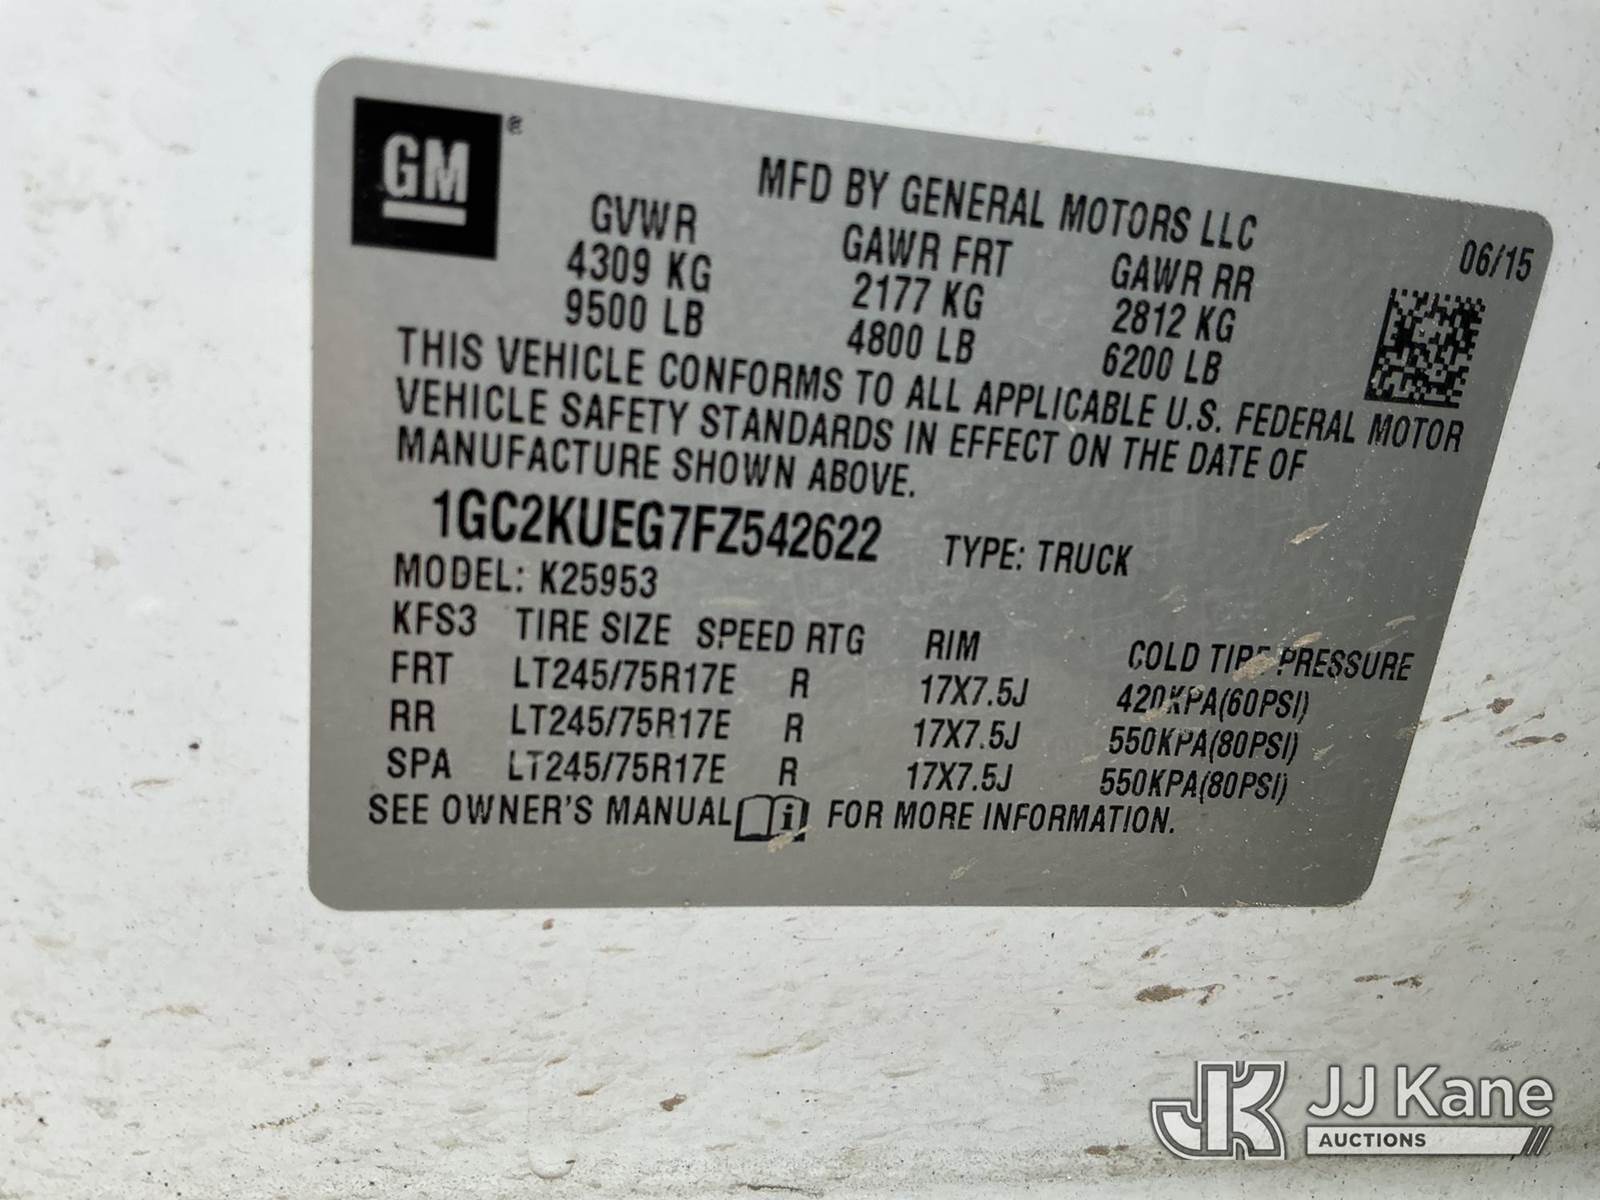 GM®
MFD BY GENERAL MOTORS LLC
06/15
GVWR GAWR FRT GAWR RR
4309 KG 2177 KG 2812 KG
9500 LB 4800 LB 6200 LB
THIS VEHICLE CONFORMS TO ALL APPLICABLE U.S. FEDERAL MOTOR
VEHICLE SAFETY STANDARDS IN EFFECT ON THE DATE OF
MANUFACTURE SHOWN ABOVE.
1GC2KUEG7FZ542622 TYPE: TRUCK
MODEL: K25953
KFS3 TIRE SIZE SPEED RTG RIM COLD TIRE PRESSURE
FRT LT245/75R17E R 17X7.5J 420KPA(60PSI)
RR LT245/75R17E R 17X7.5J 550KPA(80PSI)
SPA LT245/75R17E R 17X7.5J 550KPA(80PSI)
SEE OWNER'S MANUAL FOR MORE INFORMATION.
JK JJ Kane
AUCTIONS